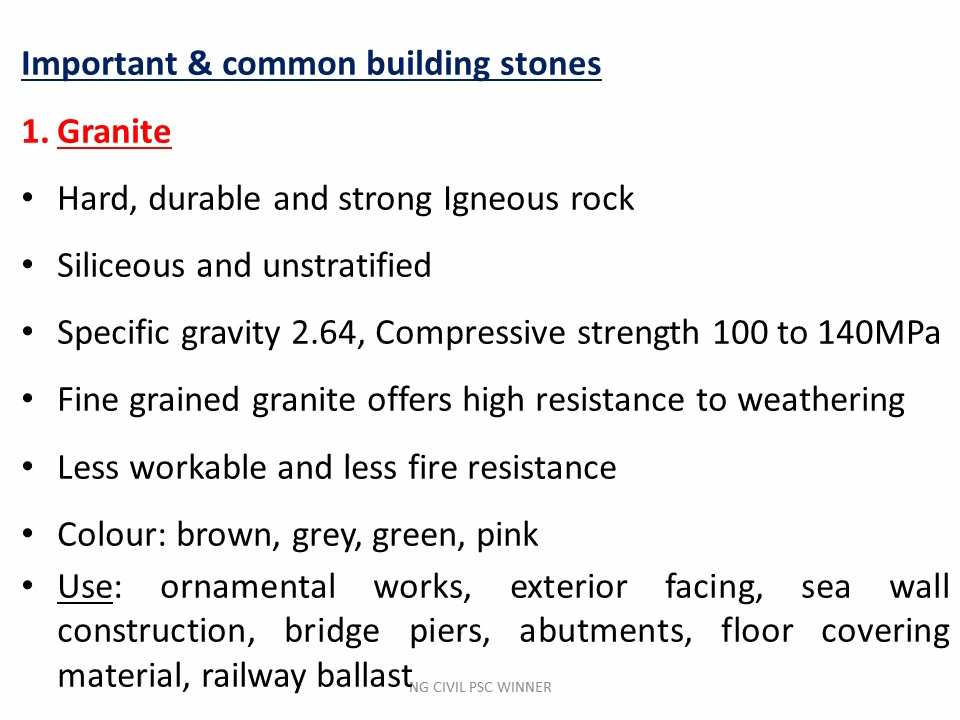 Important & common building stones
1. Granite
• Hard, durable and strong Igneous rock
• Siliceous and unstratified
• Specific gravity 2.64, Compressive strength 100 to 140MPa
• Fine grained granite offers high resistance to weathering
• Less workable and less fire resistance
• Colour: brown, grey, green, pink
• Use: ornamental works, exterior facing, sea wall
construction, bridge piers, abutments, floor covering
material, railway ballast
NG CIVIL PSC WINNER